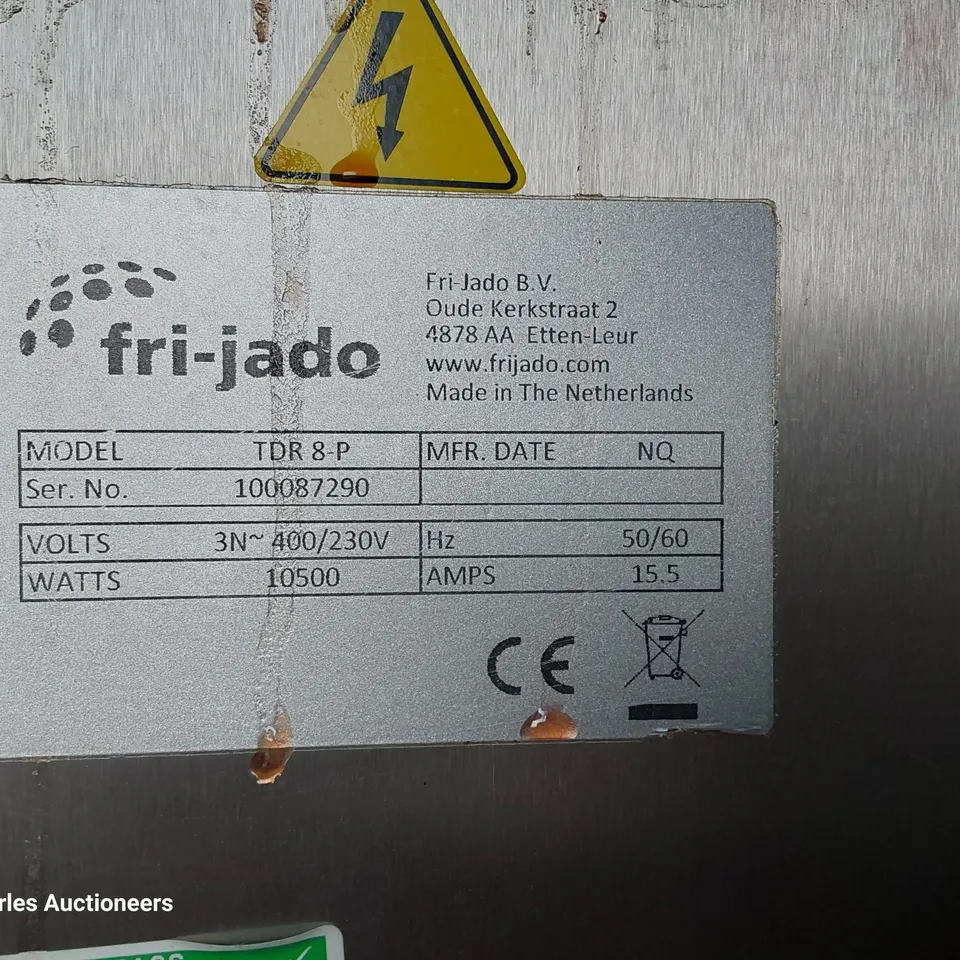 fri-jado
Fri-Jado B.V.
Oude Kerkstraat 2
4878 AA Etten-Leur
www.frijado.com
Made in The Netherlands
MODEL TDR 8-P MFR. DATE NQ
Ser. No. 100087290
VOLTS 3N~ 400/230V Hz 50/60
WATTS 10500 AMPS 15.5
CE
rles Auctioneers